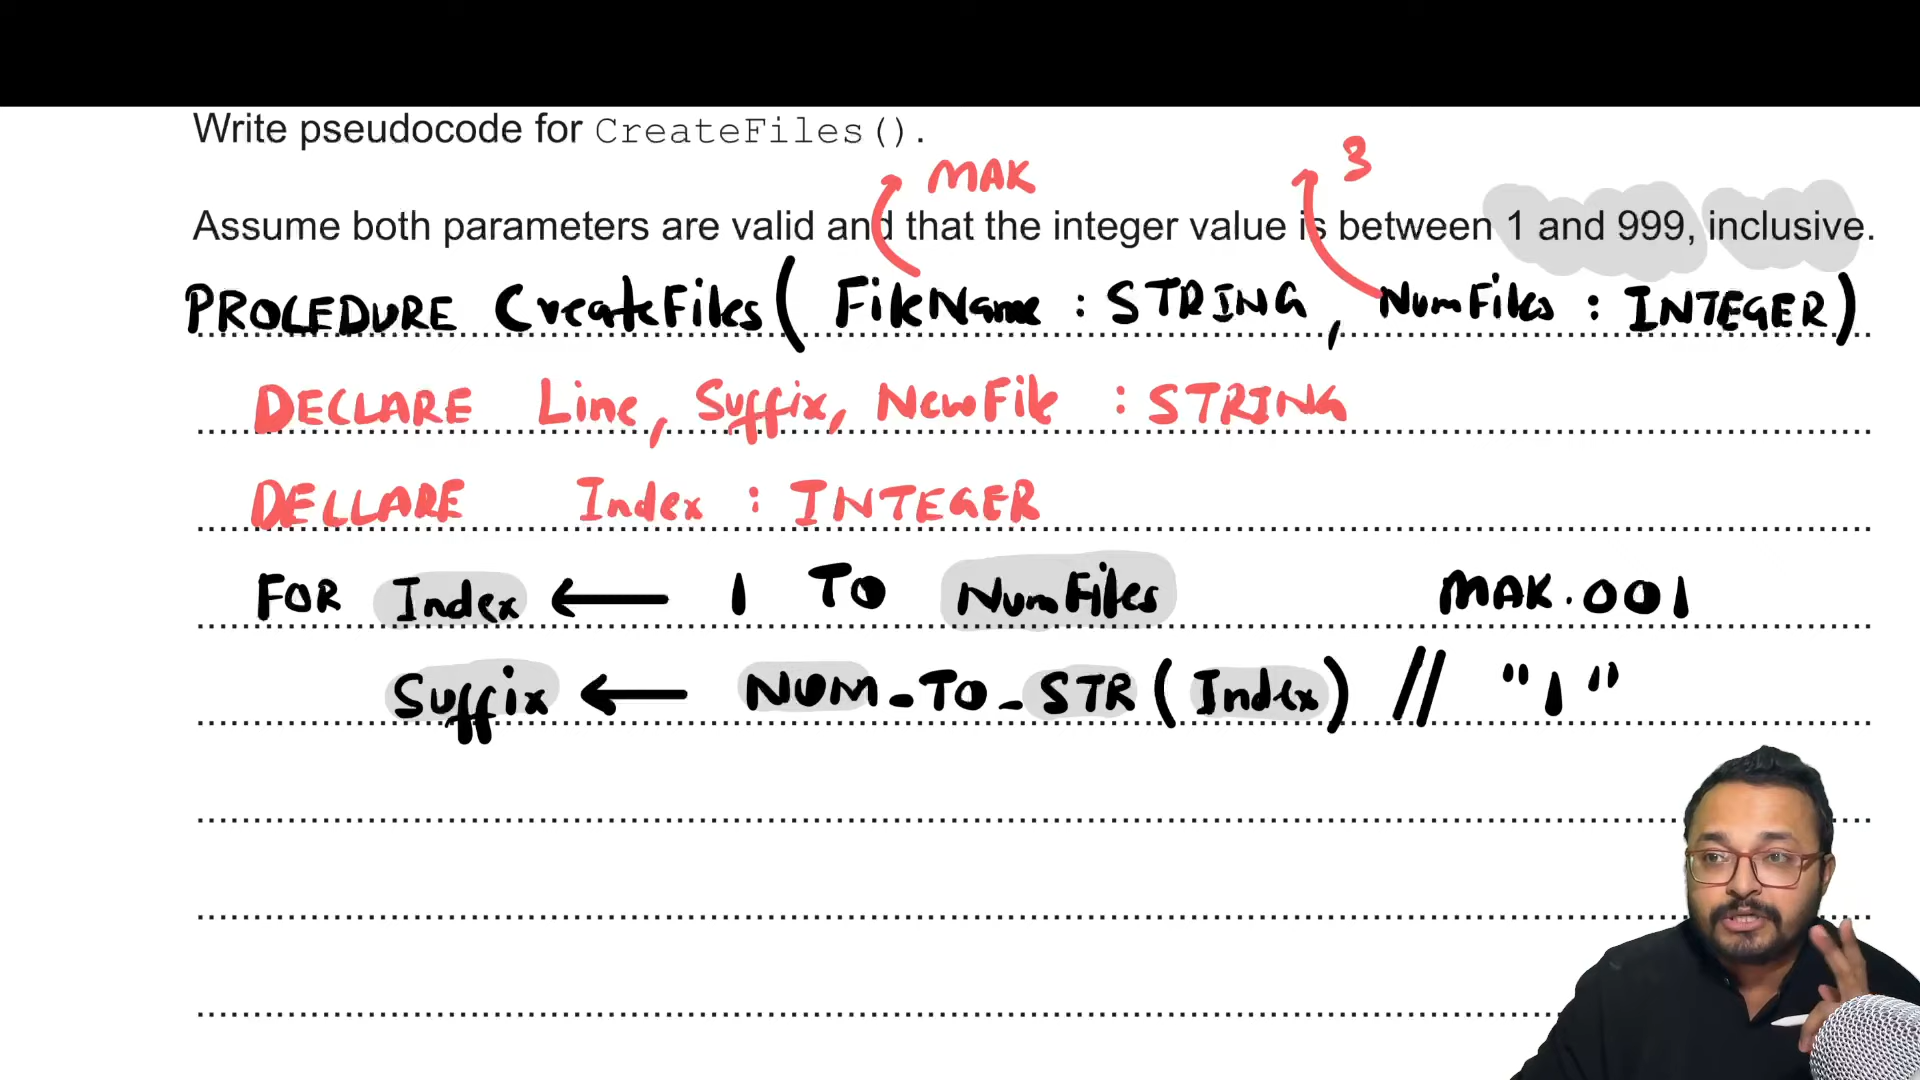 Write pseudocode for CreateFiles().
MAK
3
Assume both parameters are valid and that the integer value is between 1 and 999, inclusive.
PROCEDURE CreateFiles( FileName : STRING, NumFiles : INTEGER)
DECLARE Line, Suffix, NewFile : STRING
DECLARE Index : INTEGER
FOR Index ← 1 TO NumFiles MAK.001
Suffix ← NUM_TO_STR(Index) // "1"